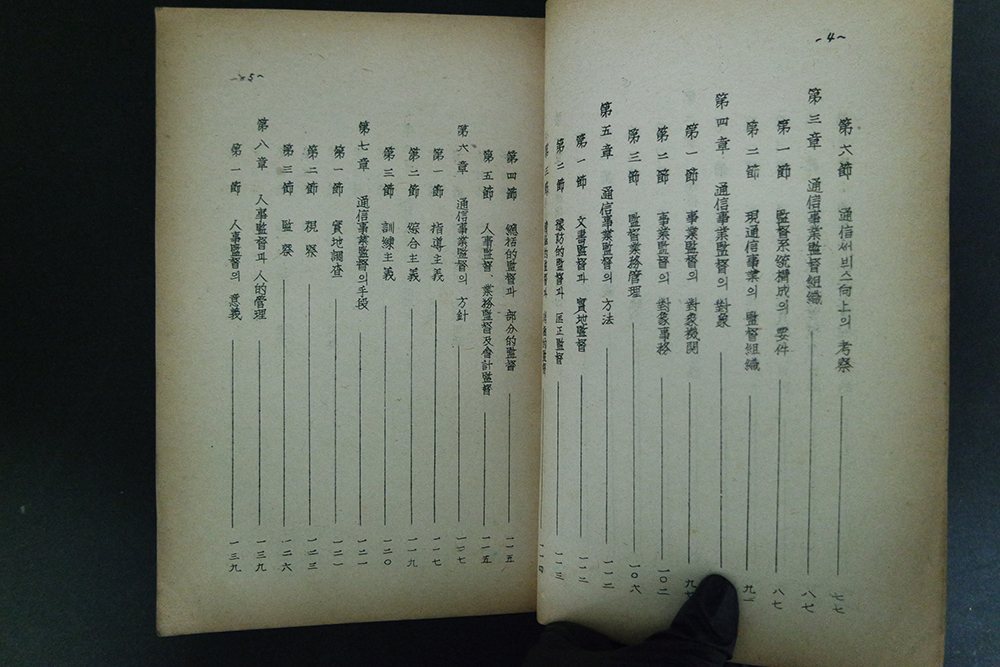 ~4~
第六節 通信써비스向上의 考察 七七
第三章 通信事業監督組織 八七
第一節 監督系統構成의 要件 八七
第二節 現通信事業의 監督組織 九
第四章 通信事業監督의 對象
第一節 事業監督의 對象機関 九
第二節 事業監督의 對象事務 一〇二
第三節 監督業務管理 一〇六
第五章 通信事業監督의 方法 一一二
第一節 文書監督과 實地監督 一一二
第二節 豫防的監督과 匡正監督 一一三
~5~
第四節 總括的監督과 部分的監督 一一五
第五節 人事監督、業務監督及會計監督 一一五
第六章 通信事業監督의 方針 一一七
第一節 指導主義 一一七
第二節 綜合主義 一一九
第三節 訓練主義 一二〇
第七章 通信事業監督의 手段 一二一
第一節 實地調査 一二一
第二節 視察 一二三
第三節 監察 一二六
第八章 人事監督과 人的管理 一三九
第一節 人事監督의 意義 一三九